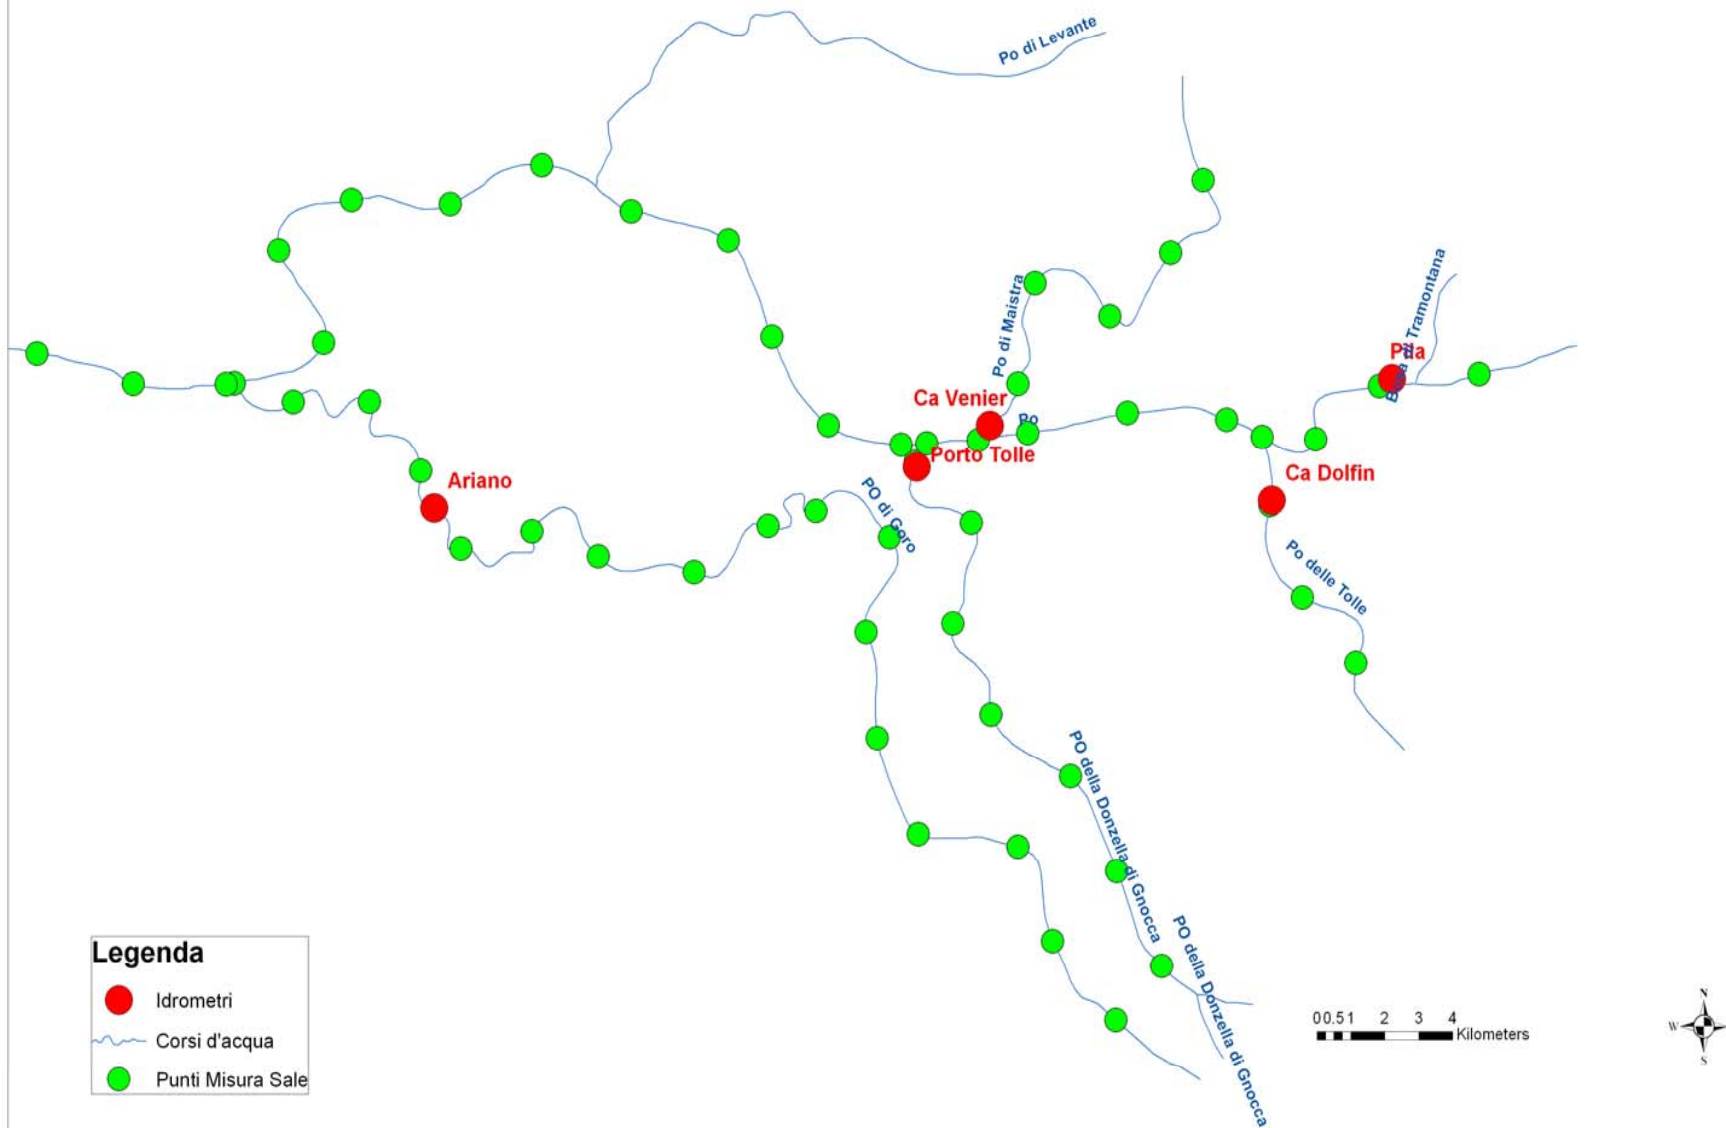 Po di Levante
Po di Maistra
Busa di Tramontana
Pila
Ca Venier
Po
Porto Tolle
Ca Dolfin
Ariano
PO di Goro
Po delle Tolle
PO della Donzella di Gnocca
PO della Donzella di Gnocca
Legenda
Idrometri
Corsi d'acqua
Punti Misura Sale
0 0.5 1 2 3 4
Kilometers
N
W
S